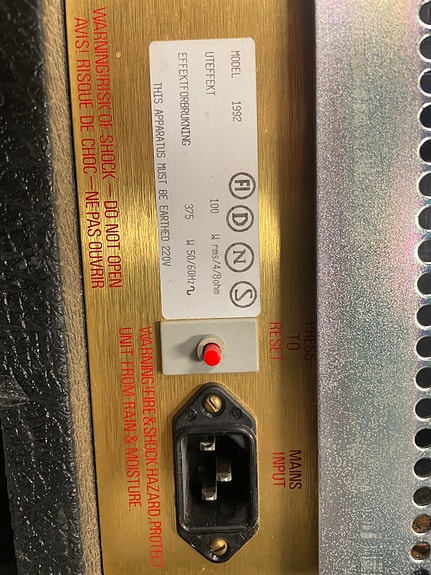 WARNING!RISK OF SHOCK — DO NOT OPEN
AVIS! RISQUE DE CHOC — NE PAS OUVRIR
MODEL 1992
UTEFFEKT 100 W rms/4/8ohm
EFFEKTFÖRBRUKNING 375 W 50/60Hz
THIS APPARATUS MUST BE EARTHED 220V
FI D N S
PRESS
TO
RESET
WARNING-FIRE & SHOCK HAZARD, PROTECT
UNIT FROM RAIN & MOISTURE.
MAINS
INPUT